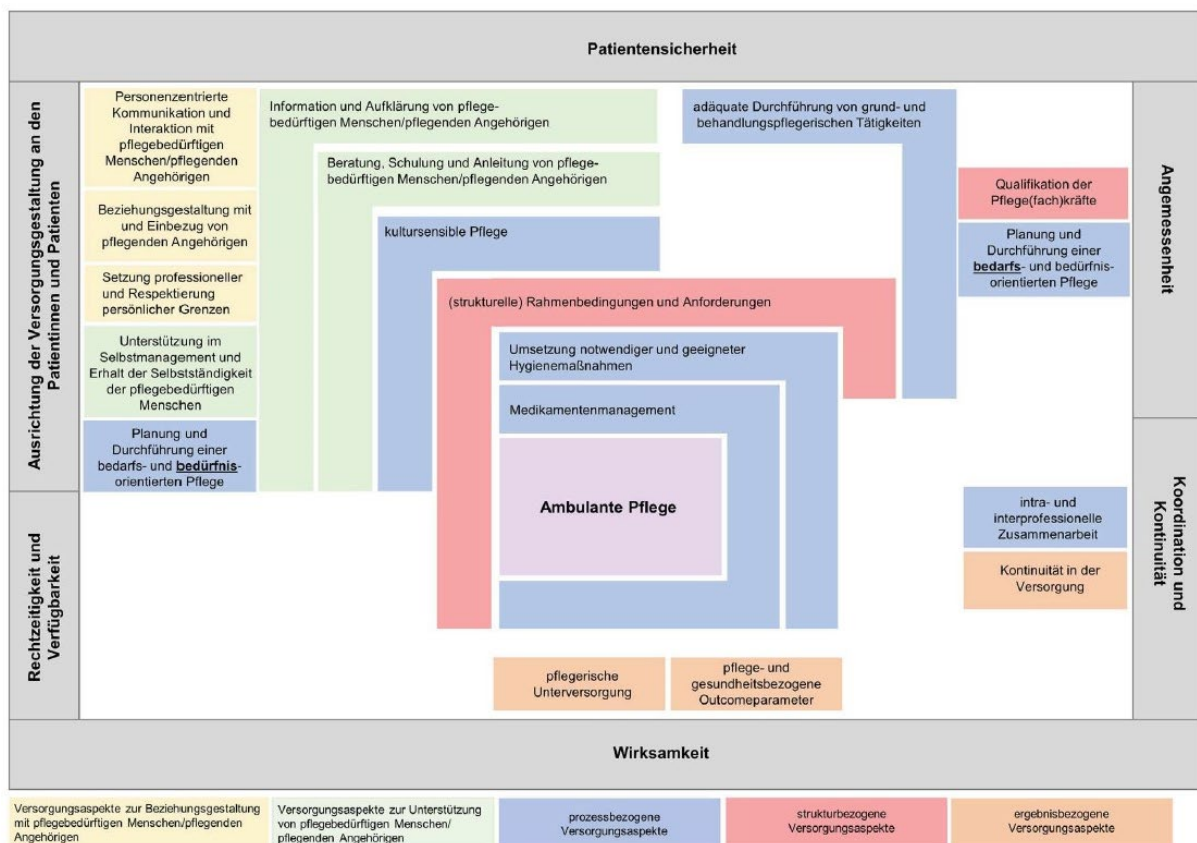 Patientensicherheit
Ausrichtung der Versorgungsgestaltung an den
Patientinnen und Patienten
Rechtzeitigkeit und
Verfügbarkeit
Personenzentrierte
Kommunikation und
Interaktion mit
pflegebedürftigen
Menschen/pflegenden
Angehörigen
Beziehungsgestaltung mit
und Einbezug von
pflegenden Angehörigen
Setzung professioneller
und Respektierung
persönlicher Grenzen
Unterstützung im
Selbstmanagement und
Erhalt der Selbstständigkeit
der pflegebedürftigen
Menschen
Planung und
Durchführung einer
bedarfs- und bedürfnis-
orientierten Pflege
Information und Aufklärung von pflege-
bedürftigen Menschen/pflegenden Angehörigen
Beratung, Schulung und Anleitung von pflege-
bedürftigen Menschen/pflegenden Angehörigen
kultursensible Pflege
(strukturelle) Rahmenbedingungen und Anforderungen
Umsetzung notwendiger und geeigneter
Hygienemaßnahmen
Medikamentenmanagement
Ambulante Pflege
adäquate Durchführung von grund- und
behandlungspflegerischen Tätigkeiten
Qualifikation der
Pflege(fach)kräfte
Planung und
Durchführung einer
bedarfs- und bedürfnis-
orientierten Pflege
intra- und
interprofessionelle
Zusammenarbeit
Kontinuität in der
Versorgung
Angemessenheit
Koordination und
Kontinuität
pflegerische
Unterversorgung
pflege- und
gesundheitsbezogene
Outcomeparameter
Wirksamkeit
Versorgungsaspekte zur Beziehungsgestaltung
mit pflegebedürftigen Menschen/pflegenden
Angehörigen
Versorgungsaspekte zur Unterstützung
von pflegebedürftigen Menschen/
pflegenden Angehörigen
prozessbezogene
Versorgungsaspekte
strukturbezogene
Versorgungsaspekte
ergebnisbezogene
Versorgungsaspekte